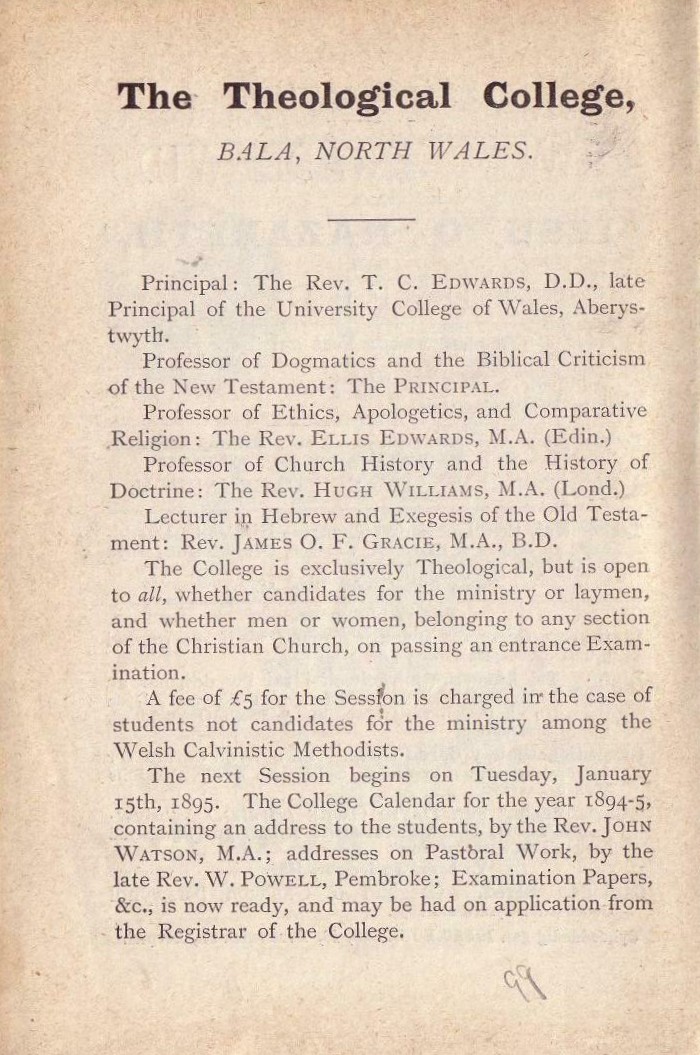 The Theological College,
BALA, NORTH WALES.
Principal: The Rev. T. C. EDWARDS, D.D., late
Principal of the University College of Wales, Aberys-
twyth.
Professor of Dogmatics and the Biblical Criticism
of the New Testament: The PRINCIPAL.
Professor of Ethics, Apologetics, and Comparative
Religion: The Rev. ELLIS EDWARDS, M.A. (Edin.)
Professor of Church History and the History of
Doctrine: The Rev. HUGH WILLIAMS, M.A. (Lond.)
Lecturer in Hebrew and Exegesis of the Old Testa-
ment: Rev. JAMES O. F. GRACIE, M.A., B.D.
The College is exclusively Theological, but is open
to all, whether candidates for the ministry or laymen,
and whether men or women, belonging to any section
of the Christian Church, on passing an entrance Exam-
ination.
A fee of £5 for the Session is charged in the case of
students not candidates for the ministry among the
Welsh Calvinistic Methodists.
The next Session begins on Tuesday, January
15th, 1895. The College Calendar for the year 1894-5,
containing an address to the students, by the Rev. JOHN
WATSON, M.A.; addresses on Pastoral Work, by the
late Rev. W. POWELL, Pembroke; Examination Papers,
&c., is now ready, and may be had on application from
the Registrar of the College.
99